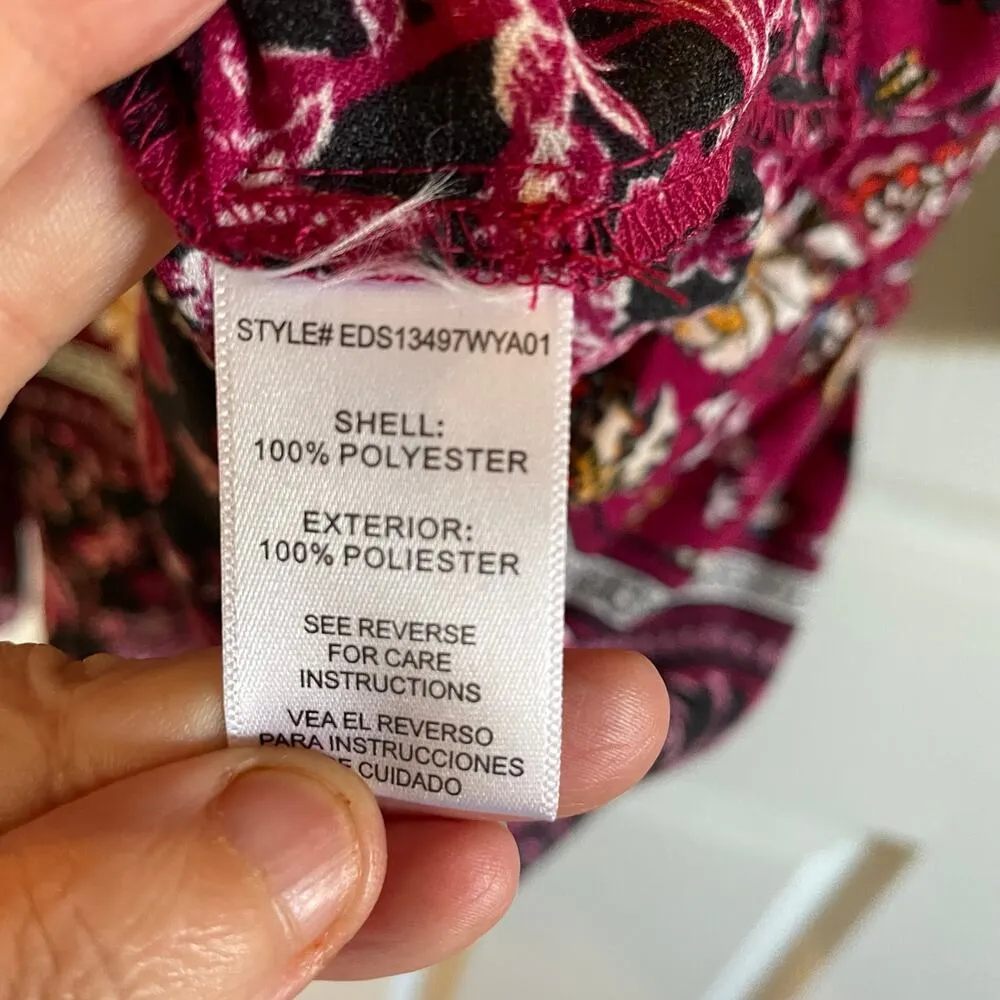 STYLE# EDS13497WYA01
SHELL:
100% POLYESTER
EXTERIOR:
100% POLIESTER
SEE REVERSE
FOR CARE
INSTRUCTIONS
VEA EL REVERSO
PARA INSTRUCCIONES
CUIDADO